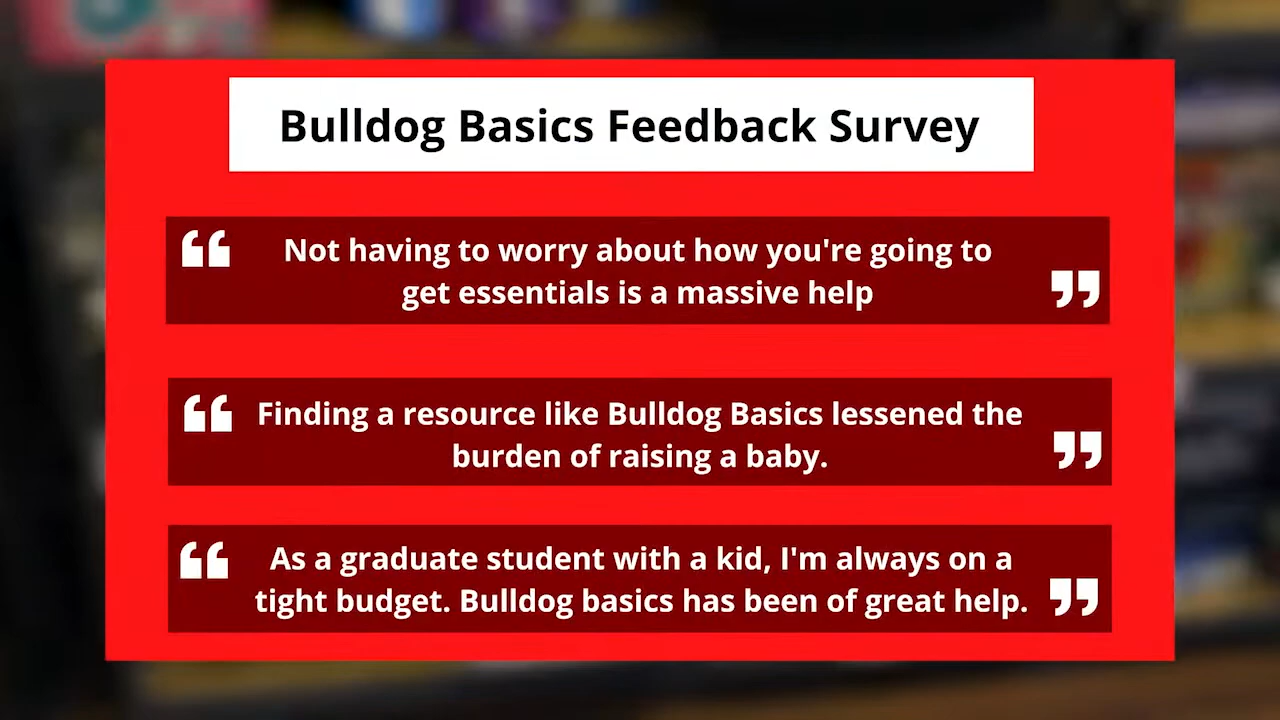 Bulldog Basics Feedback Survey
“ Not having to worry about how you're going to
get essentials is a massive help ”
“ Finding a resource like Bulldog Basics lessened the
burden of raising a baby. ”
“ As a graduate student with a kid, I'm always on a
tight budget. Bulldog basics has been of great help. ”